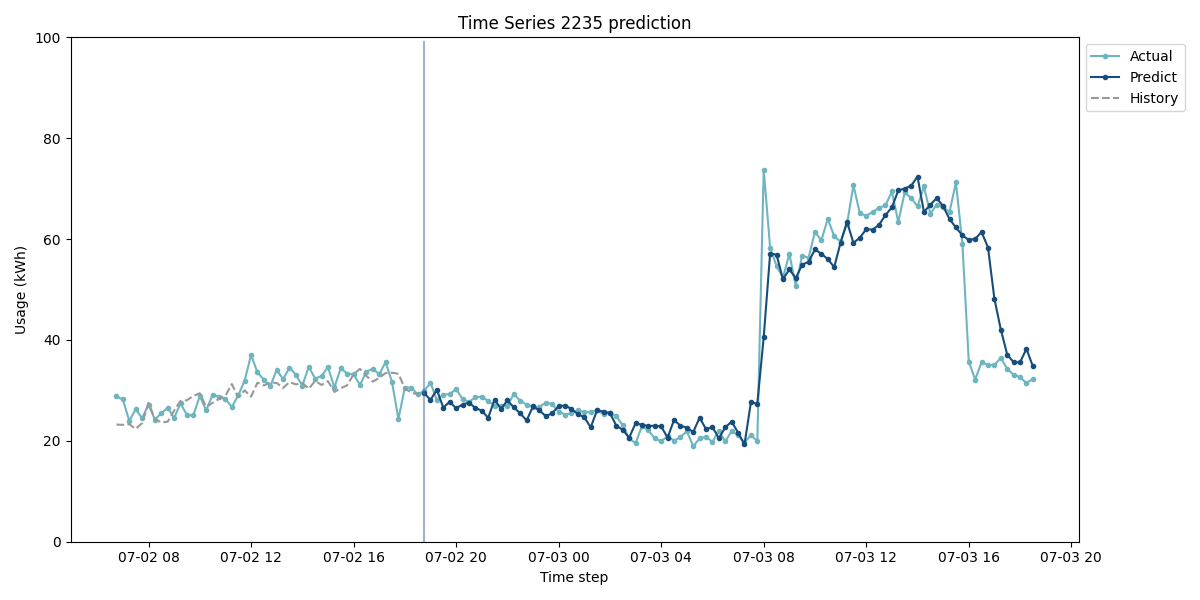 Time Series 2235 prediction
100
80
60
40
20
0
Usage (kWh)
07-02 08
07-02 12
07-02 16
07-02 20
07-03 00
07-03 04
07-03 08
07-03 12
07-03 16
07-03 20
Time step
Actual
Predict
History